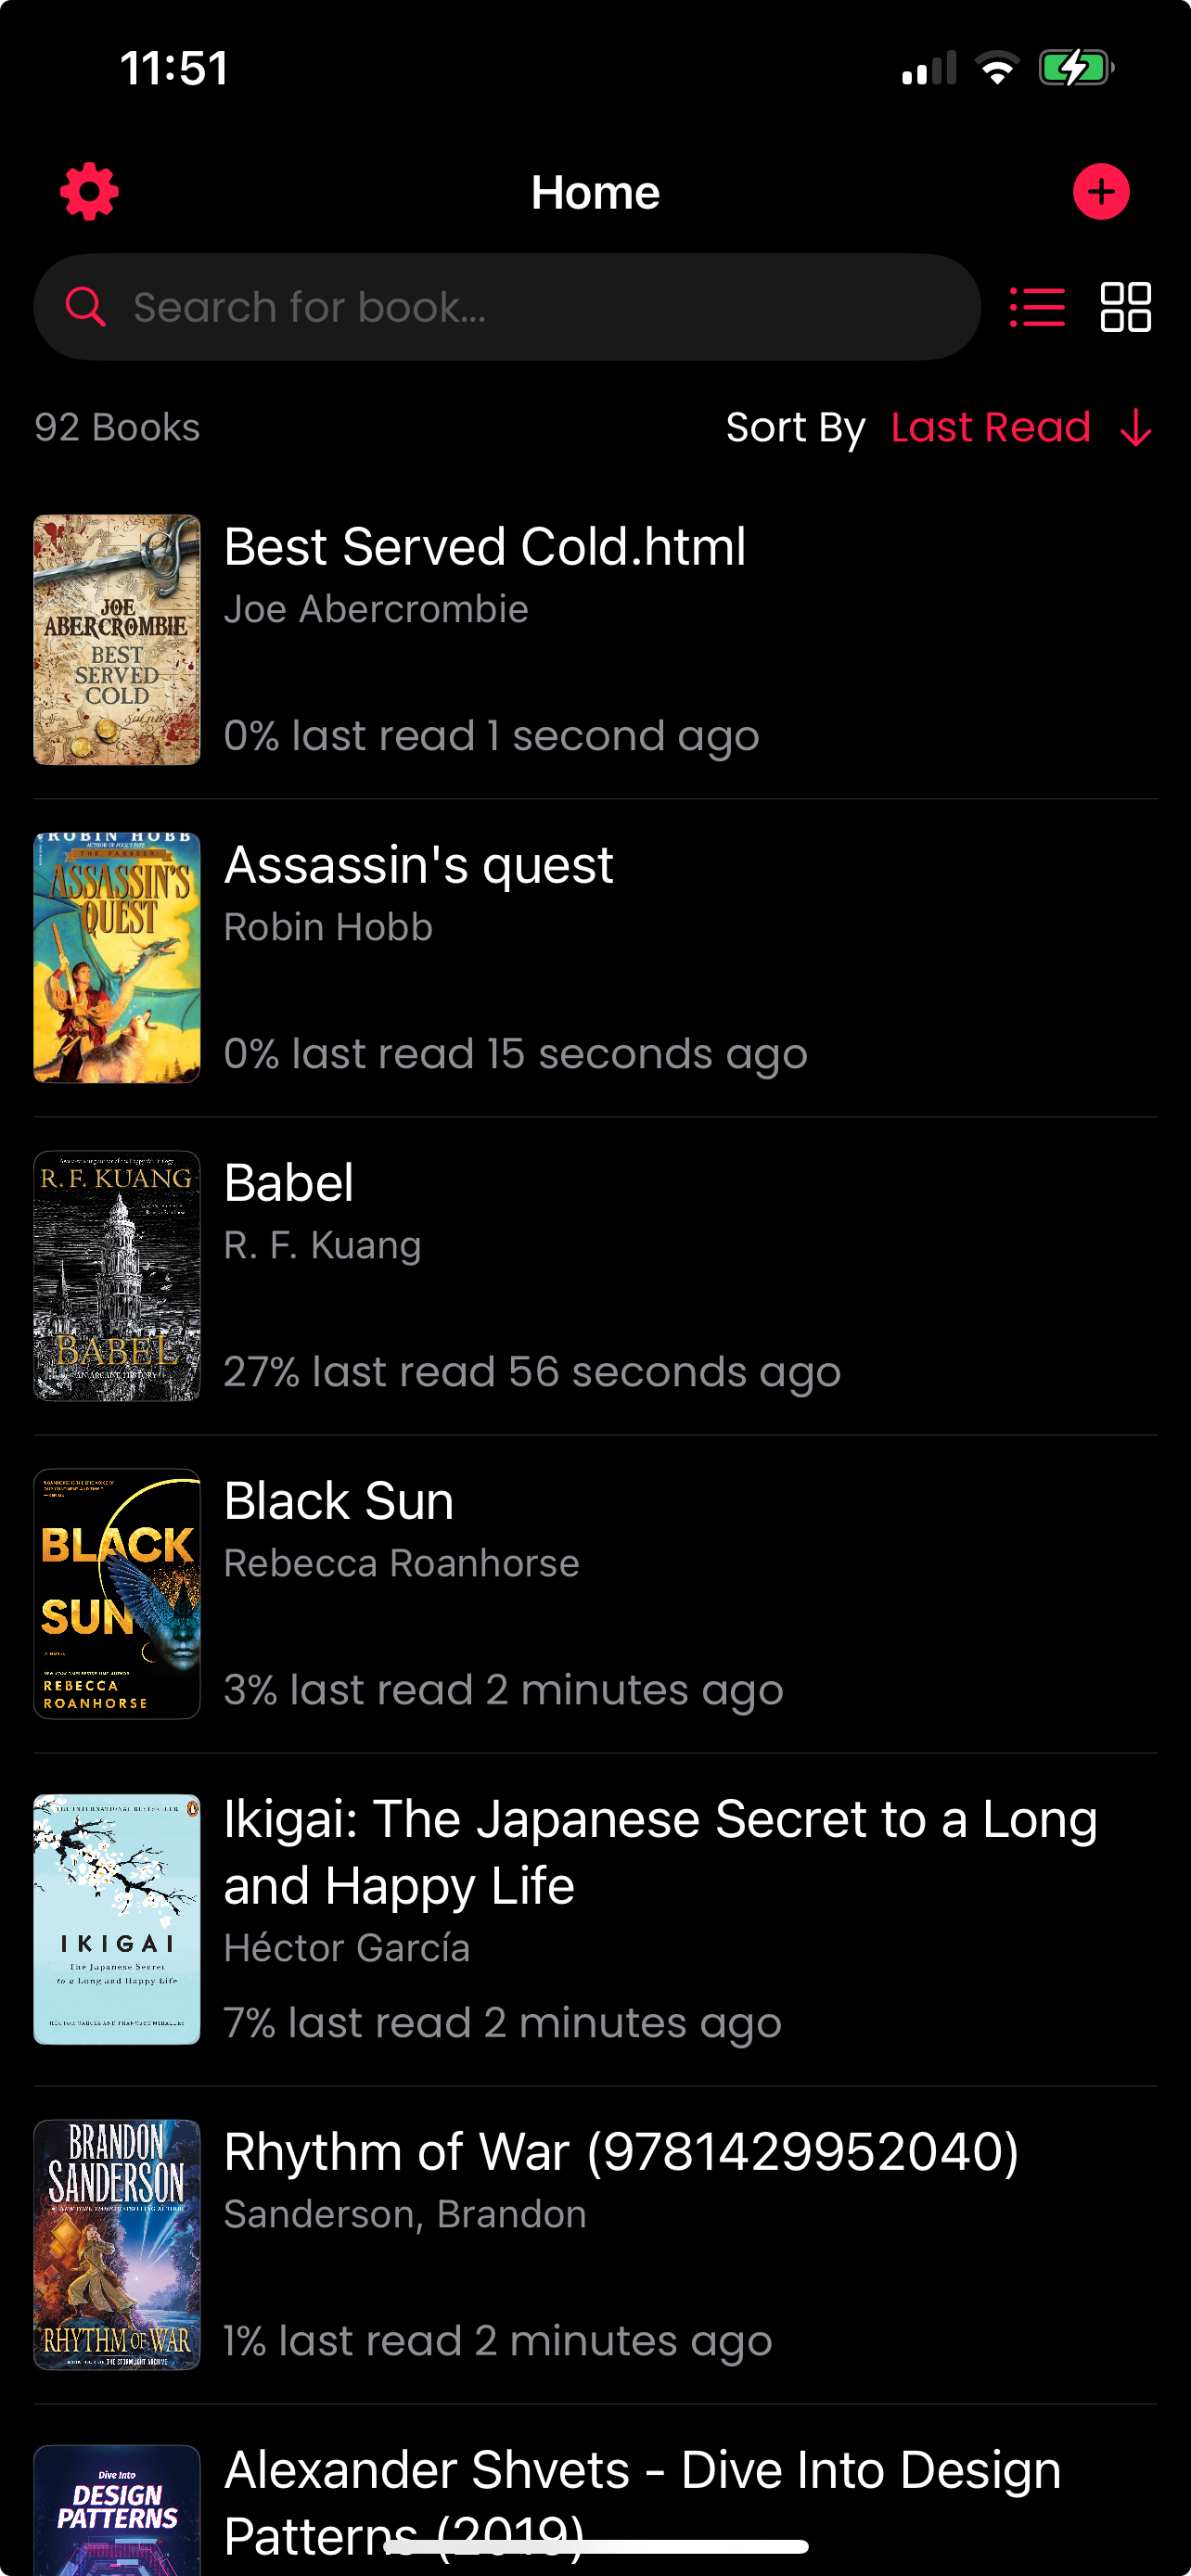 11:51
Home
Search for book...
92 Books
Sort By Last Read
JOE
ABERCROMBIE
BEST
SERVED
COLD
Best Served Cold.html
Joe Abercrombie
0% last read 1 second ago
ROBIN HOBB
ASSASSIN'S
QUEST
Assassin's quest
Robin Hobb
0% last read 15 seconds ago
R. F. KUANG
BABEL
Babel
R. F. Kuang
27% last read 56 seconds ago
BLACK
SUN
REBECCA
ROANHORSE
Black Sun
Rebecca Roanhorse
3% last read 2 minutes ago
THE INTERNATIONAL BESTSELLER
IKIGAI
The Japanese Secret
to a Long and Happy Life
Ikigai: The Japanese Secret to a Long
and Happy Life
Héctor García
7% last read 2 minutes ago
BRANDON
SANDERSON
RHYTHM OF WAR
Rhythm of War (9781429952040)
Sanderson, Brandon
1% last read 2 minutes ago
Dive Into
DESIGN
PATTERNS
Alexander Shvets - Dive Into Design
Patterns (2019)